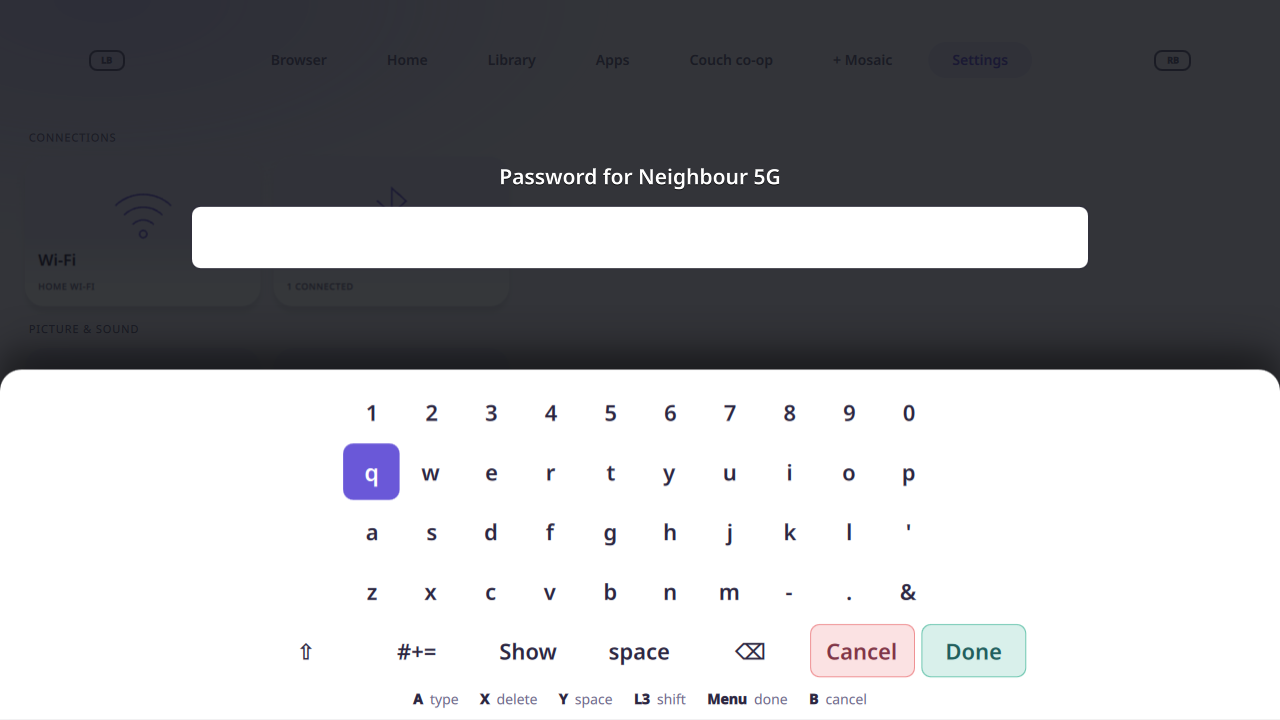 LB Browser Home Library Apps Couch co-op + Mosaic Settings RB
CONNECTIONS
Password for Neighbour 5G
Wi-Fi
HOME WI-FI 1 CONNECTED
PICTURE & SOUND
1 2 3 4 5 6 7 8 9 0
q w e r t y u i o p
a s d f g h j k l '
z x c v b n m - . &
⇧ #+= Show space ⌫ Cancel Done
A type X delete Y space L3 shift Menu done B cancel